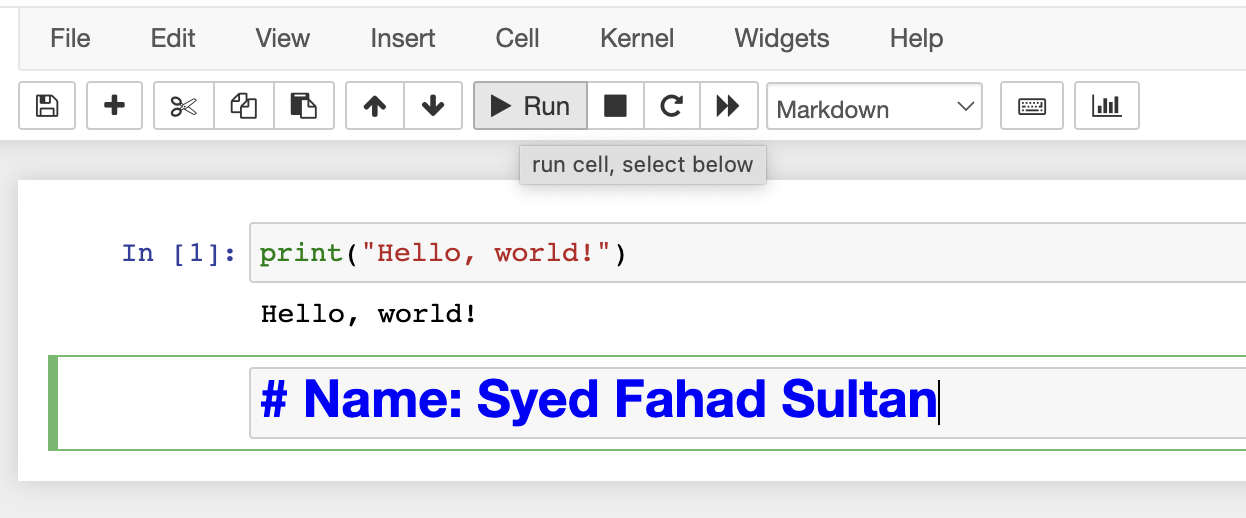 File Edit View Insert Cell Kernel Widgets Help
Run Markdown
run cell, select below
In [1]: print("Hello, world!")
Hello, world!
# Name: Syed Fahad Sultan